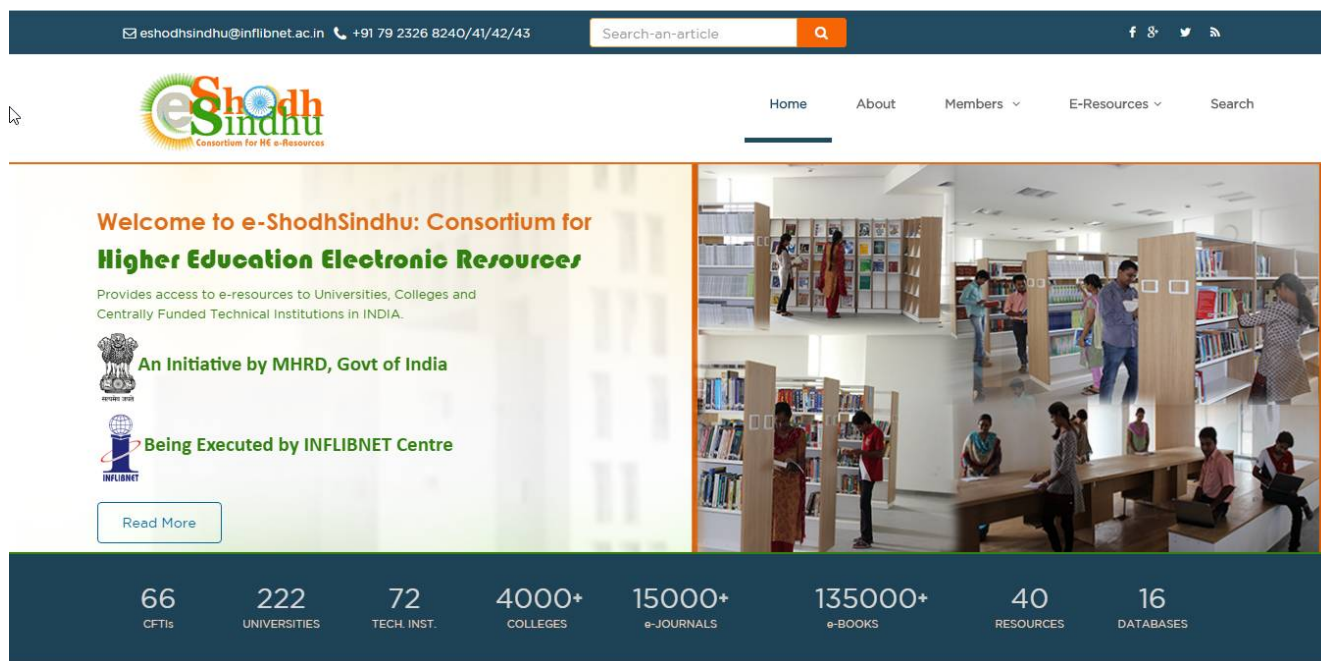 eshodhsindhu@inflibnet.ac.in +91 79 2326 8240/41/42/43 Search-an-article
eShodh
Sindhu
Consortium for HE e-Resources
Home About Members E-Resources Search
Welcome to e-ShodhSindhu: Consortium for
Higher Education Electronic Resources
Provides access to e-resources to Universities, Colleges and
Centrally Funded Technical Institutions in INDIA.
An Initiative by MHRD, Govt of India
सत्यमेव जयते
Being Executed by INFLIBNET Centre
INFLIBNET
Read More
66 222 72 4000+ 15000+ 135000+ 40 16
CFTIs UNIVERSITIES TECH. INST. COLLEGES e-JOURNALS e-BOOKS RESOURCES DATABASES